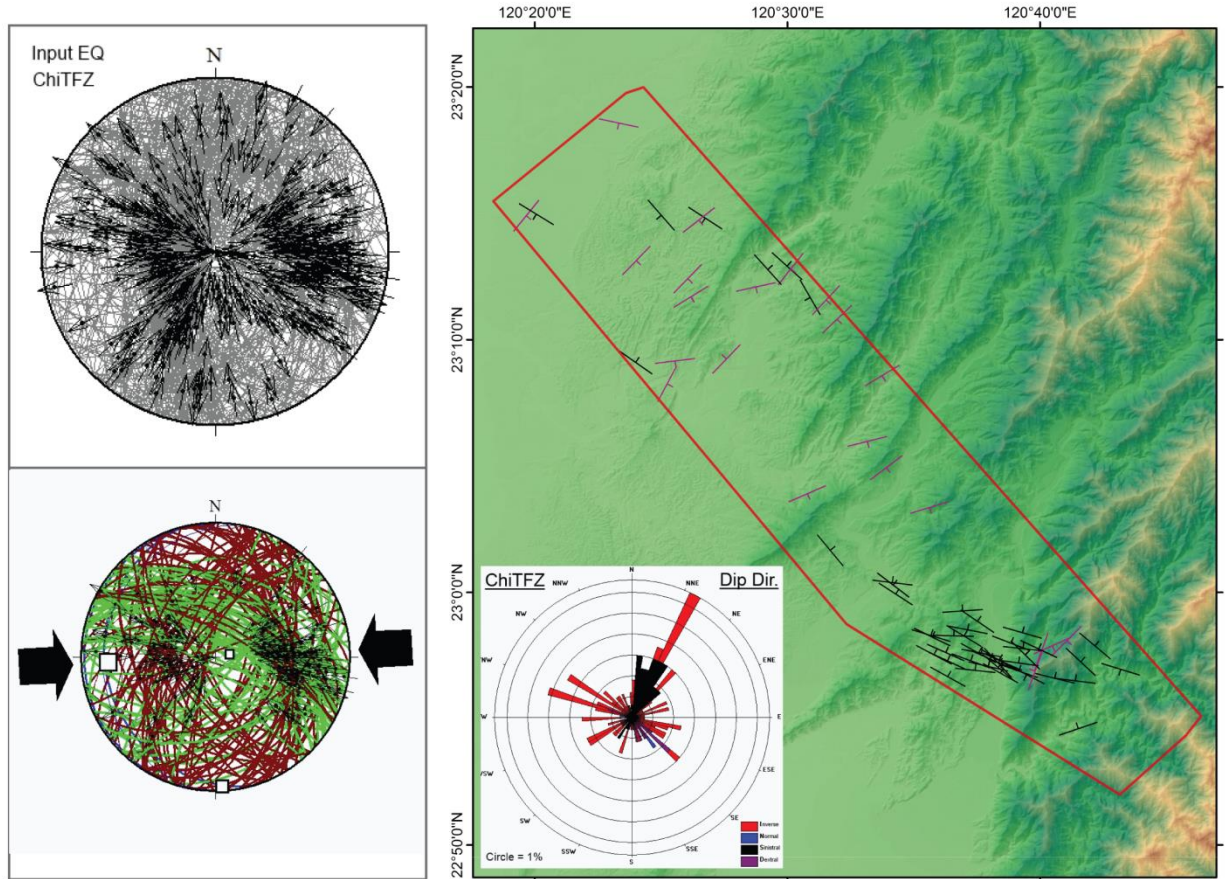 Input EQ
ChiTFZ
N
N
120°20'0"E
120°30'0"E
120°40'0"E
23°20'0"N
23°10'0"N
23°0'0"N
22°50'0"N
ChiTFZ
Dip Dir.
N
NNW
NNE
NW
NE
NW
ENE
W
E
VSW
ESE
SW
SE
SSW
SSE
S
Circle = 1%
Inverse
Normal
Sinistral
Dextral